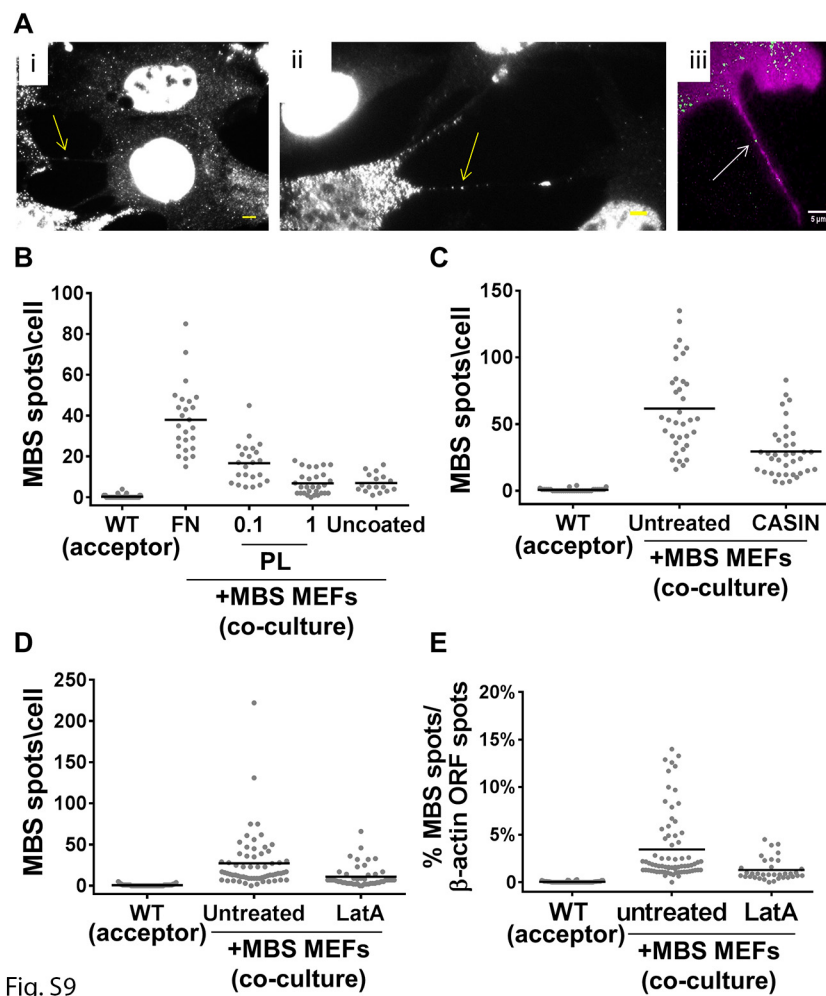 A
i
ii
iii
5 µm
B
MBS spots\cell
100
80
60
40
20
0
WT
(acceptor)
FN
0.1
1
Uncoated
PL
+MBS MEFs
(co-culture)
C
MBS spots\cell
150
100
50
0
WT
(acceptor)
Untreated
CASIN
+MBS MEFs
(co-culture)
D
MBS spots\cell
250
200
150
100
50
0
WT
(acceptor)
Untreated
LatA
+MBS MEFs
(co-culture)
E
% MBS spots/
β-actin ORF spots
20%
15%
10%
5%
0
WT
(acceptor)
untreated
LatA
+MBS MEFs
(co-culture)
Fig. S9